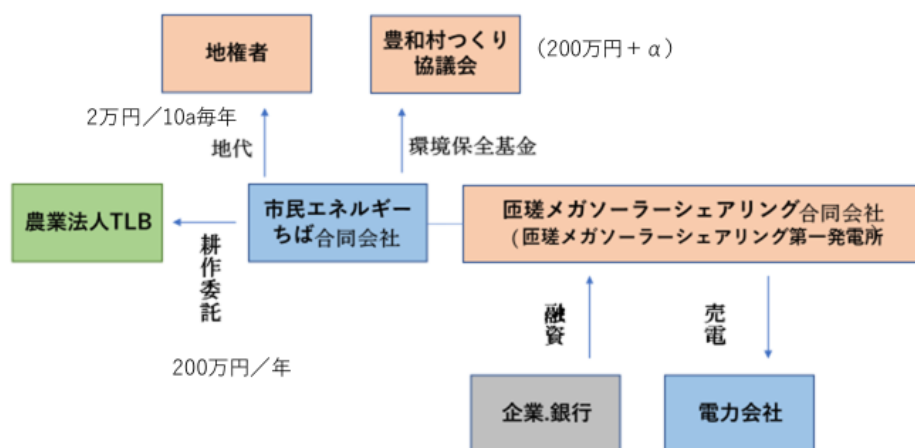 地権者
豊和村つくり
協議会
(200万円+α)
2万円/10a毎年
地代
環境保全基金
農業法人TLB
市民エネルギー
ちば合同会社
匝瑳メガソーラーシェアリング合同会社
(匝瑳メガソーラーシェアリング第一発電所)
耕作委託
200万円/年
融資
売電
企業.銀行
電力会社